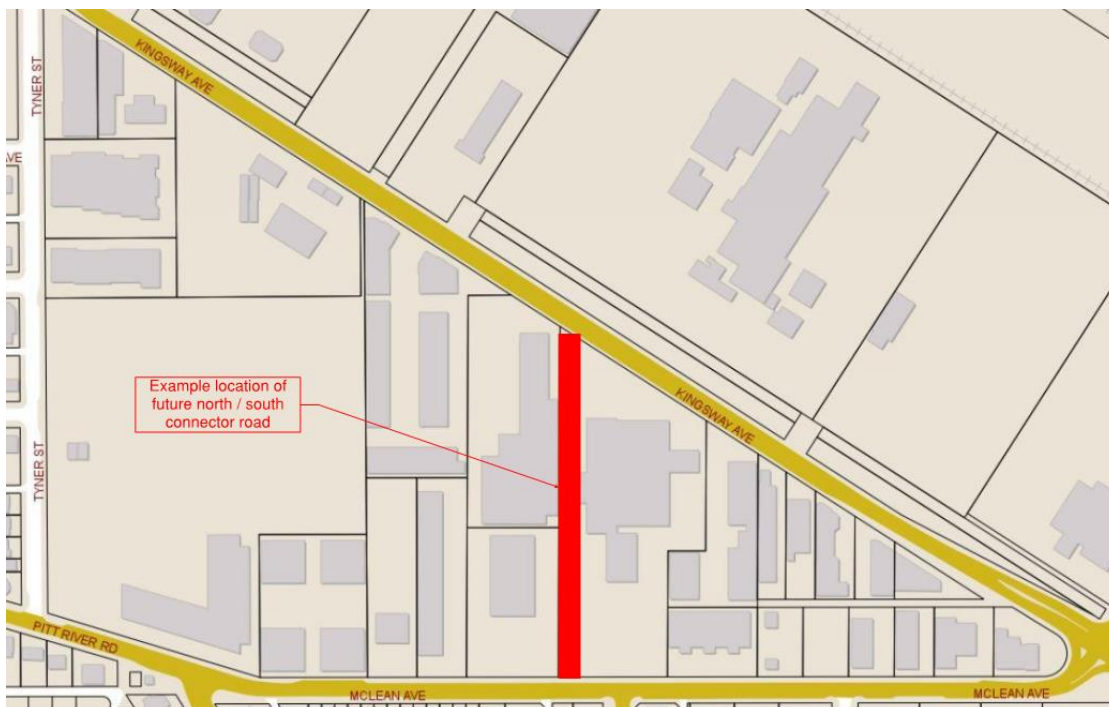 TYNER ST
KINGSWAY AVE
AVE
Example location of
future north / south
connector road
KINGSWAY AVE
TYNER ST
PITT RIVER RD
MCLEAN AVE
MCLEAN AVE